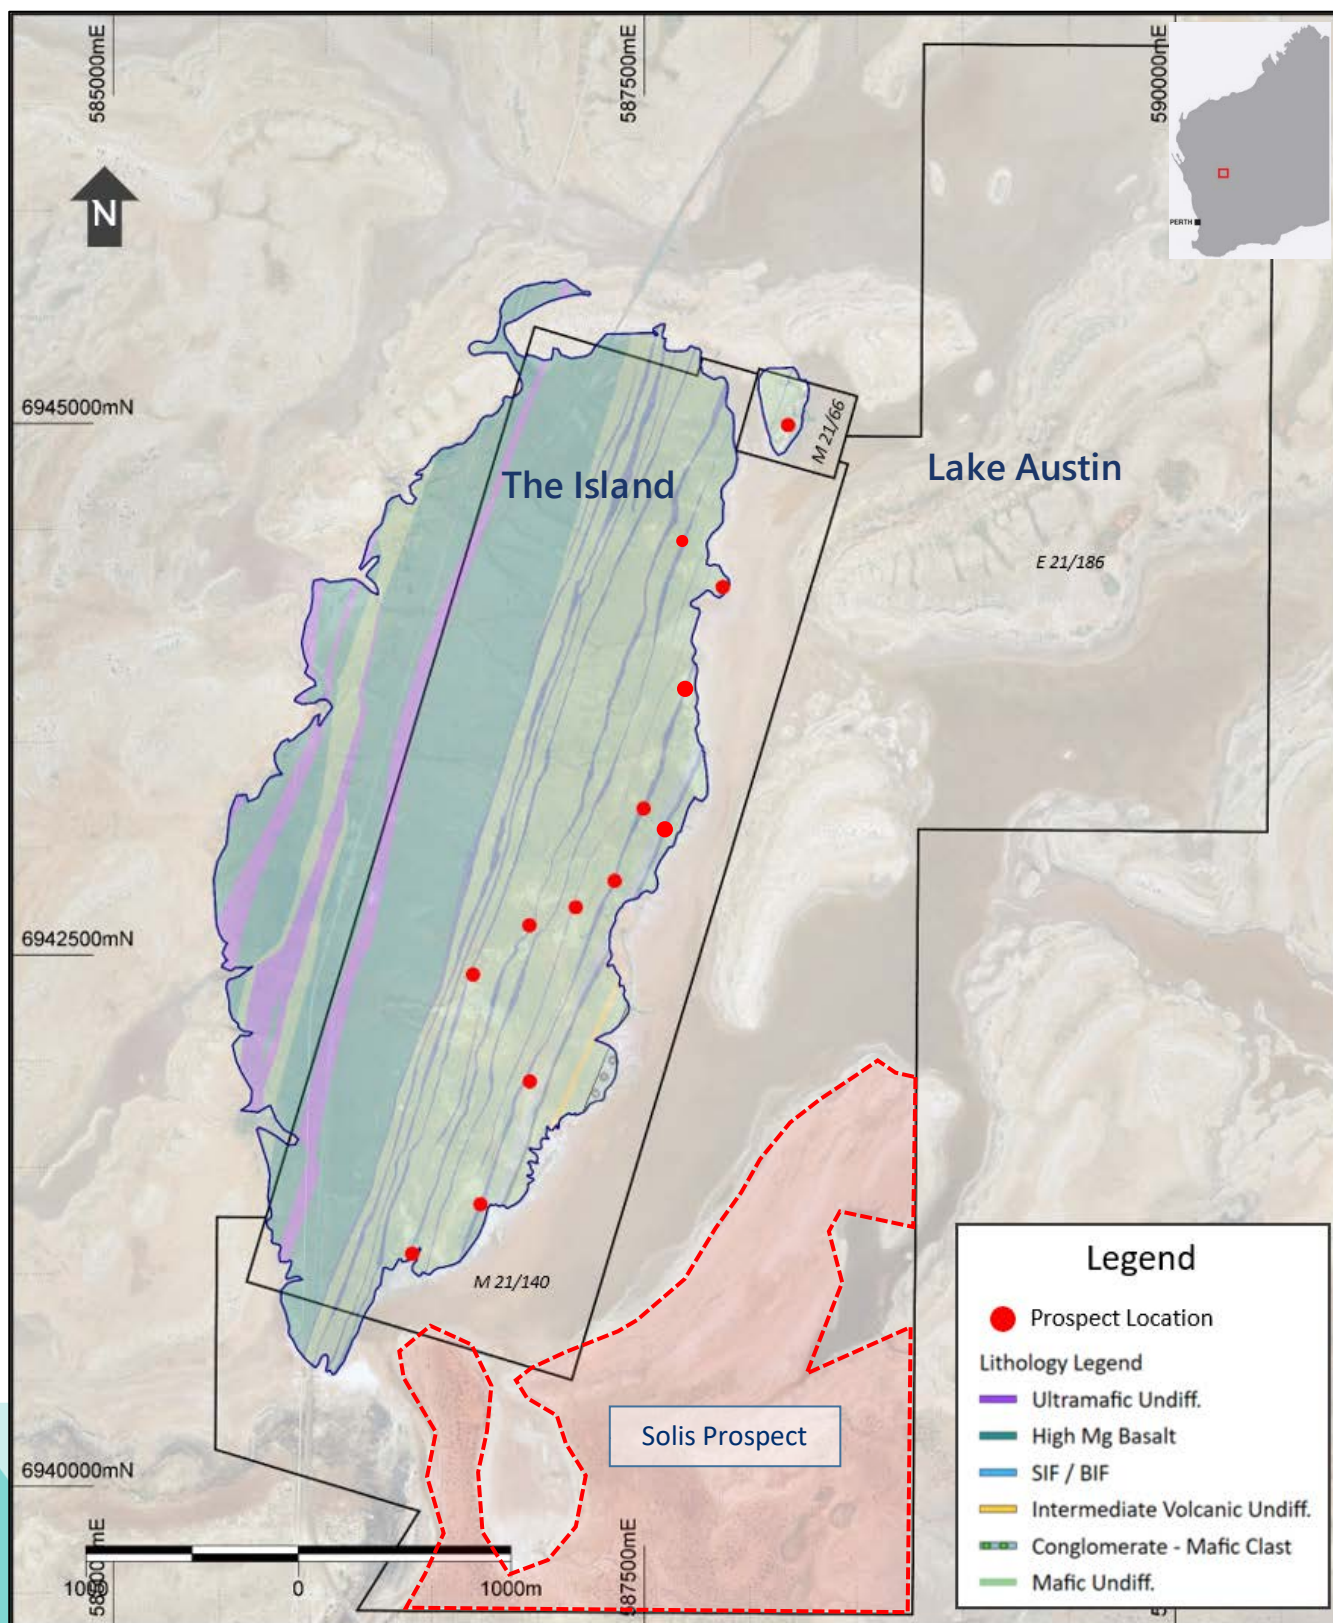 585000mE
587500mE
590000mE
N
PERTH
6945000mN
M 21/66
The Island
Lake Austin
E 21/186
6942500mN
M 21/140
Solis Prospect
6940000mN
587500mE
0
1000m
Legend
Prospect Location
Lithology Legend
Ultramafic Undiff.
High Mg Basalt
SIF / BIF
Intermediate Volcanic Undiff.
Conglomerate - Mafic Clast
Mafic Undiff.